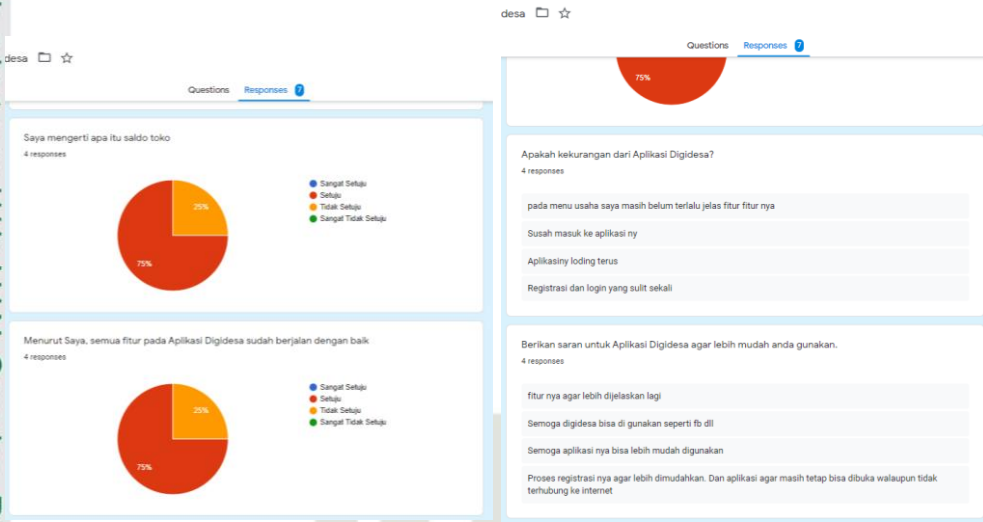 desa
Questions Responses 7
Saya mengerti apa itu saldo toko
4 responses
25%
75%
Sangat Setuju
Setuju
Tidak Setuju
Sangat Tidak Setuju
Menurut Saya, semua fitur pada Aplikasi Digidesa sudah berjalan dengan baik
4 responses
25%
75%
Sangat Setuju
Setuju
Tidak Setuju
Sangat Tidak Setuju
desa
Questions Responses 7
75%
Apakah kekurangan dari Aplikasi Digidesa?
4 responses
pada menu usaha saya masih belum terlalu jelas fitur fitur nya
Susah masuk ke aplikasi ny
Aplikasiny loding terus
Registrasi dan login yang sulit sekali
Berikan saran untuk Aplikasi Digidesa agar lebih mudah anda gunakan.
4 responses
fitur nya agar lebih dijelaskan lagi
Semoga digidesa bisa di gunakan seperti fb dll
Semoga aplikasi nya bisa lebih mudah digunakan
Proses registrasi nya agar lebih dimudahkan. Dan aplikasi agar masih tetap bisa dibuka walaupun tidak
terhubung ke internet